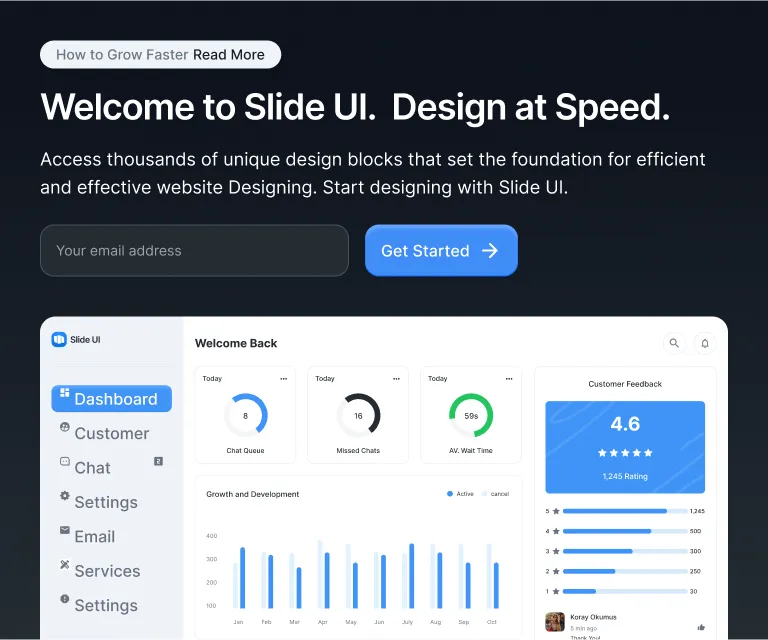 How to Grow Faster Read More
Welcome to Slide UI. Design at Speed.
Access thousands of unique design blocks that set the foundation for efficient
and effective website Designing. Start designing with Slide UI.
Your email address
Get Started
Slide UI
Dashboard
Customer
Chat
2
Settings
Email
Services
Settings
Welcome Back
Today
8
Chat Queue
Today
16
Missed Chats
Today
59s
AV. Wait Time
Growth and Development
Active
cancel
400
300
200
100
Jan Feb Mar Apr May Jun Jul Aug Sep Oct
Customer Feedback
4.6
1,245 Rating
5 1,245
4 500
3 300
2 250
1 30
Koray Okumus
5 min ago
Thank You!